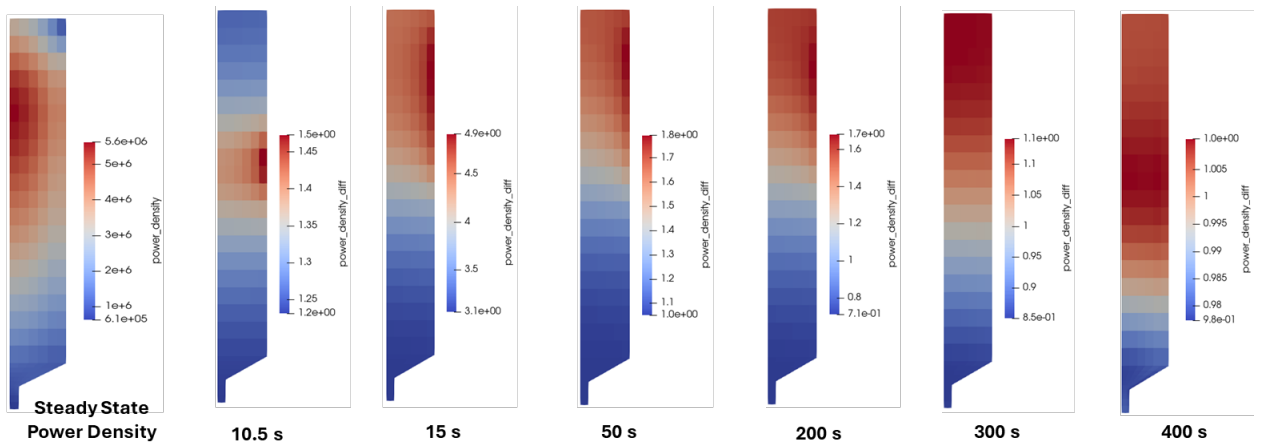 5.6e+06
5e+6
4e+6
3e+6
2e+6
1e+6
6.1e+05
power_density
Steady State
Power Density
1.5e+00
1.45
1.4
1.35
1.3
1.25
1.2e+00
power_density_diff
10.5 s
4.9e+00
4.5
4
3.5
3.1e+00
power_density_diff
15 s
1.8e+00
1.7
1.6
1.5
1.4
1.3
1.2
1.1
1.0e+00
power_density_diff
50 s
1.7e+00
1.6
1.4
1.2
1
0.8
7.1e-01
power_density_diff
200 s
1.1e+00
1.1
1.05
1
0.95
0.9
8.5e-01
power_density_diff
300 s
1.0e+00
1.005
1
0.995
0.99
0.985
0.98
9.8e-01
power_density_diff
400 s